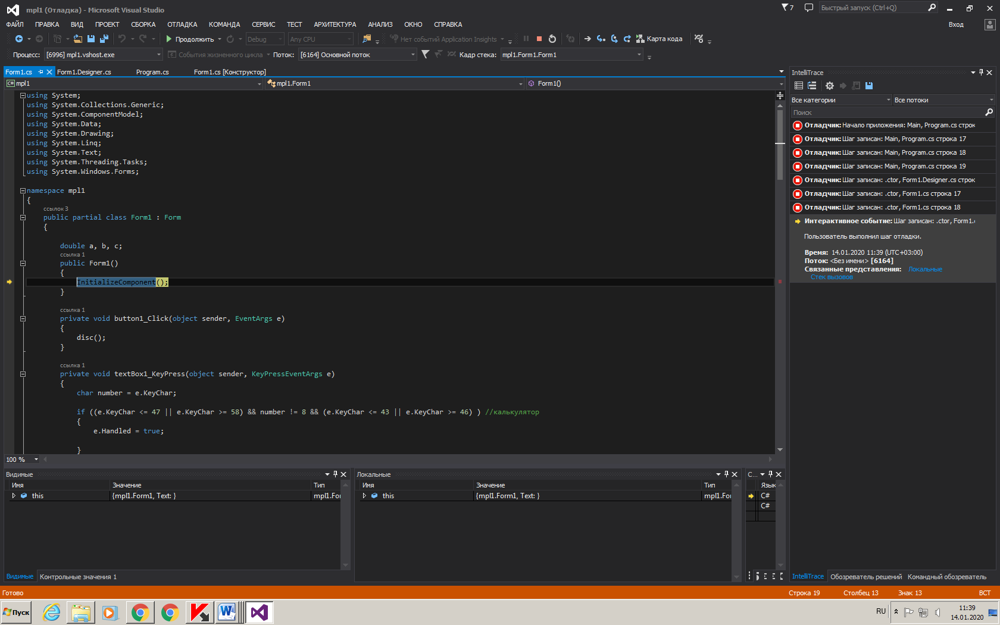 mpl1 (Отладка) - Microsoft Visual Studio
7
Быстрый запуск (Ctrl+Q)
ФАЙЛ ПРАВКА ВИД ПРОЕКТ СБОРКА ОТЛАДКА КОМАНДА СЕРВИС ТЕСТ АРХИТЕКТУРА АНАЛИЗ ОКНО СПРАВКА
Вход
Продолжить Debug Any CPU Нет событий Application Insights Карта кода
Процесс: [6996] mpl1.vshost.exe События жизненного цикла Поток: [6164] Основной поток Кадр стека: mpl1.Form1.Form1
Form1.cs Form1.Designer.cs Program.cs Form1.cs [Конструктор]
C# mpl1 mpl1.Form1 Form1()
using System;
using System.Collections.Generic;
using System.ComponentModel;
using System.Data;
using System.Drawing;
using System.Linq;
using System.Text;
using System.Threading.Tasks;
using System.Windows.Forms;
namespace mpl1
{
ссылок 3
public partial class Form1 : Form
{
double a, b, c;
ссылка 1
public Form1()
{
InitializeComponent();
}
ссылка 1
private void button1_Click(object sender, EventArgs e)
{
disc();
}
ссылка 1
private void textBox1_KeyPress(object sender, KeyPressEventArgs e)
{
char number = e.KeyChar;
if ((e.KeyChar <= 47 || e.KeyChar >= 58) && number != 8 && (e.KeyChar <= 43 || e.KeyChar >= 46) ) //калькулятор
{
e.Handled = true;
}
100 %
IntelliTrace
Все категории Все потоки
Поиск
Отладчик: Начало приложения: Main, Program.cs строк
Отладчик: Шаг записан: Main, Program.cs строка 17
Отладчик: Шаг записан: Main, Program.cs строка 18
Отладчик: Шаг записан: Main, Program.cs строка 19
Отладчик: Шаг записан: .ctor, Form1.Designer.cs строк
Отладчик: Шаг записан: .ctor, Form1.cs строка 17
Отладчик: Шаг записан: .ctor, Form1.cs строка 18
Интерактивное событие: Шаг записан: .ctor, Form1.
Пользователь выполнил шаг отладки.
Время: 14.01.2020 11:39 (UTC+03:00)
Поток: <Без имени> [6164]
Связанные представления: Локальные
Стек вызовов
Видимые
Имя Значение Тип
this {mpl1.Form1, Text: } mpl1.For
Видимые Контрольные значения 1
Локальные
Имя Значение Тип
this {mpl1.Form1, Text: } mpl1.For
С...
Язык
C#
C#
IntelliTrace Обозреватель решений Командный обозреватель
Готово Строка 19 Столбец 13 Знак 13 ВСТ
Пуск
RU
11:39
14.01.2020